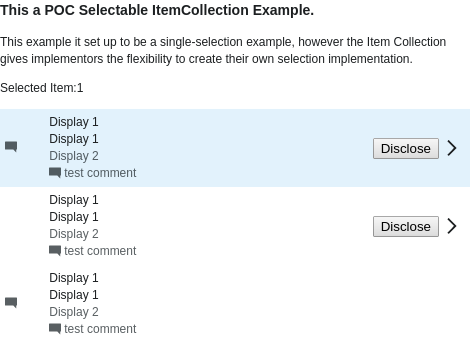 This a POC Selectable ItemCollection Example.
This example it set up to be a single-selection example, however the Item Collection
gives implementors the flexibility to create their own selection implementation.
Selected Item:1
Display 1
Display 1
Disclose
Display 2
test comment
Display 1
Display 1
Disclose
Display 2
test comment
Display 1
Display 1
Display 2
test comment